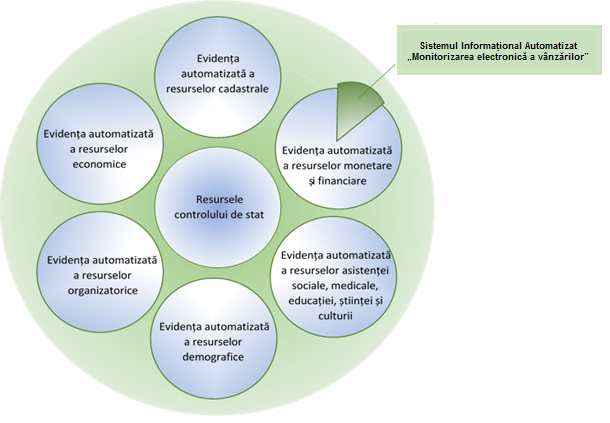 Sistemul Informațional Automatizat
„Monitorizarea electronică a vânzărilor”
Evidența
automatizată a
resurselor cadastrale
Evidența automatizată
a resurselor
economice
Evidența automatizată
a resurselor monetare
și financiare
Resursele
controlului de stat
Evidența automatizată
a resurselor
organizatorice
Evidența automatizată
a resurselor asistenței
sociale, medicale,
educației, științei și
culturii
Evidența automatizată
a resurselor
demografice